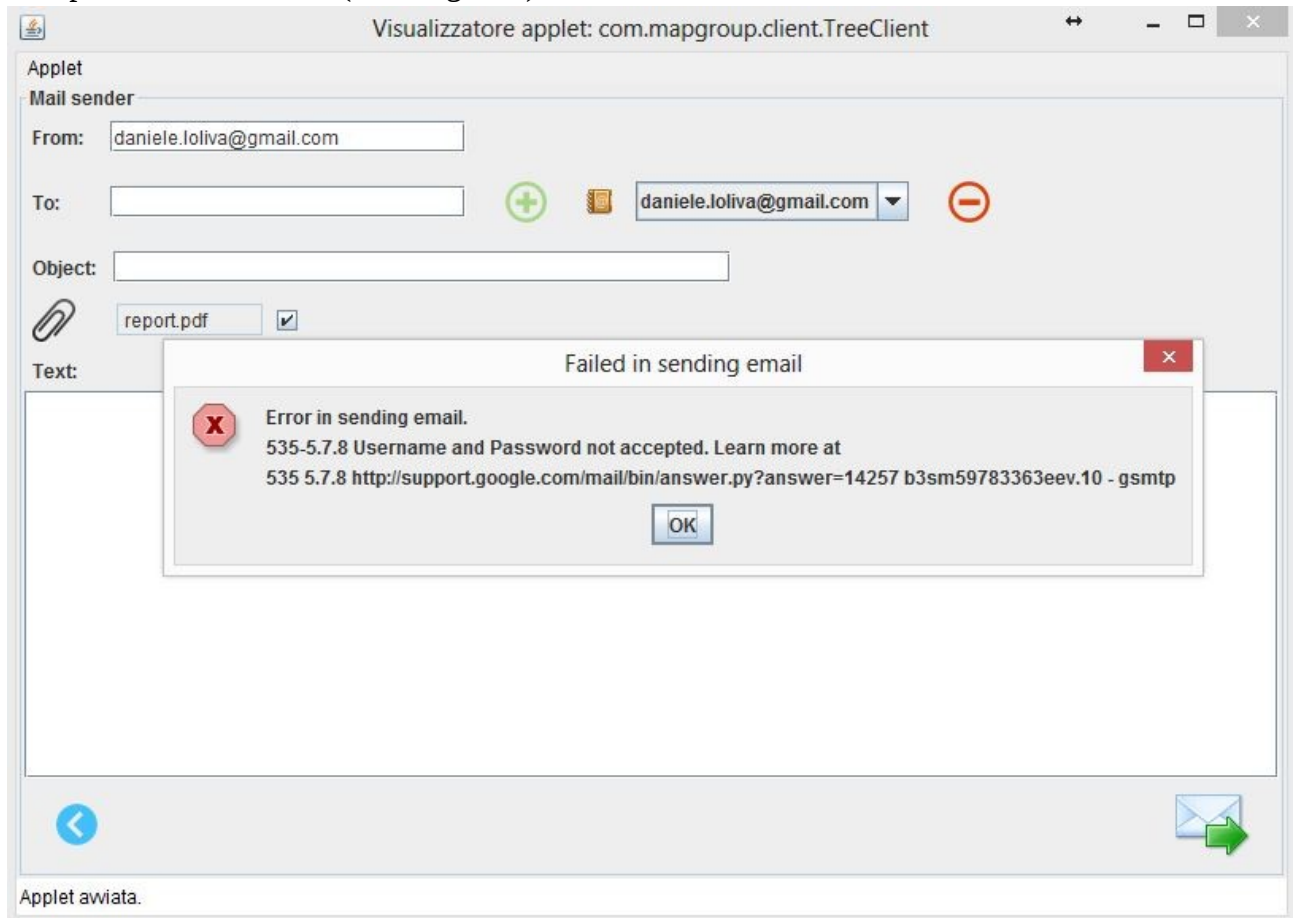 Visualizzatore applet: com.mapgroup.client.TreeClient
Applet
Mail sender
From: daniele.loliva@gmail.com
To: daniele.loliva@gmail.com
Object:
report.pdf
Text:
Failed in sending email
Error in sending email.
535-5.7.8 Username and Password not accepted. Learn more at
535 5.7.8 http://support.google.com/mail/bin/answer.py?answer=14257 b3sm59783363eev.10 - gsmtp
OK
Applet avviata.